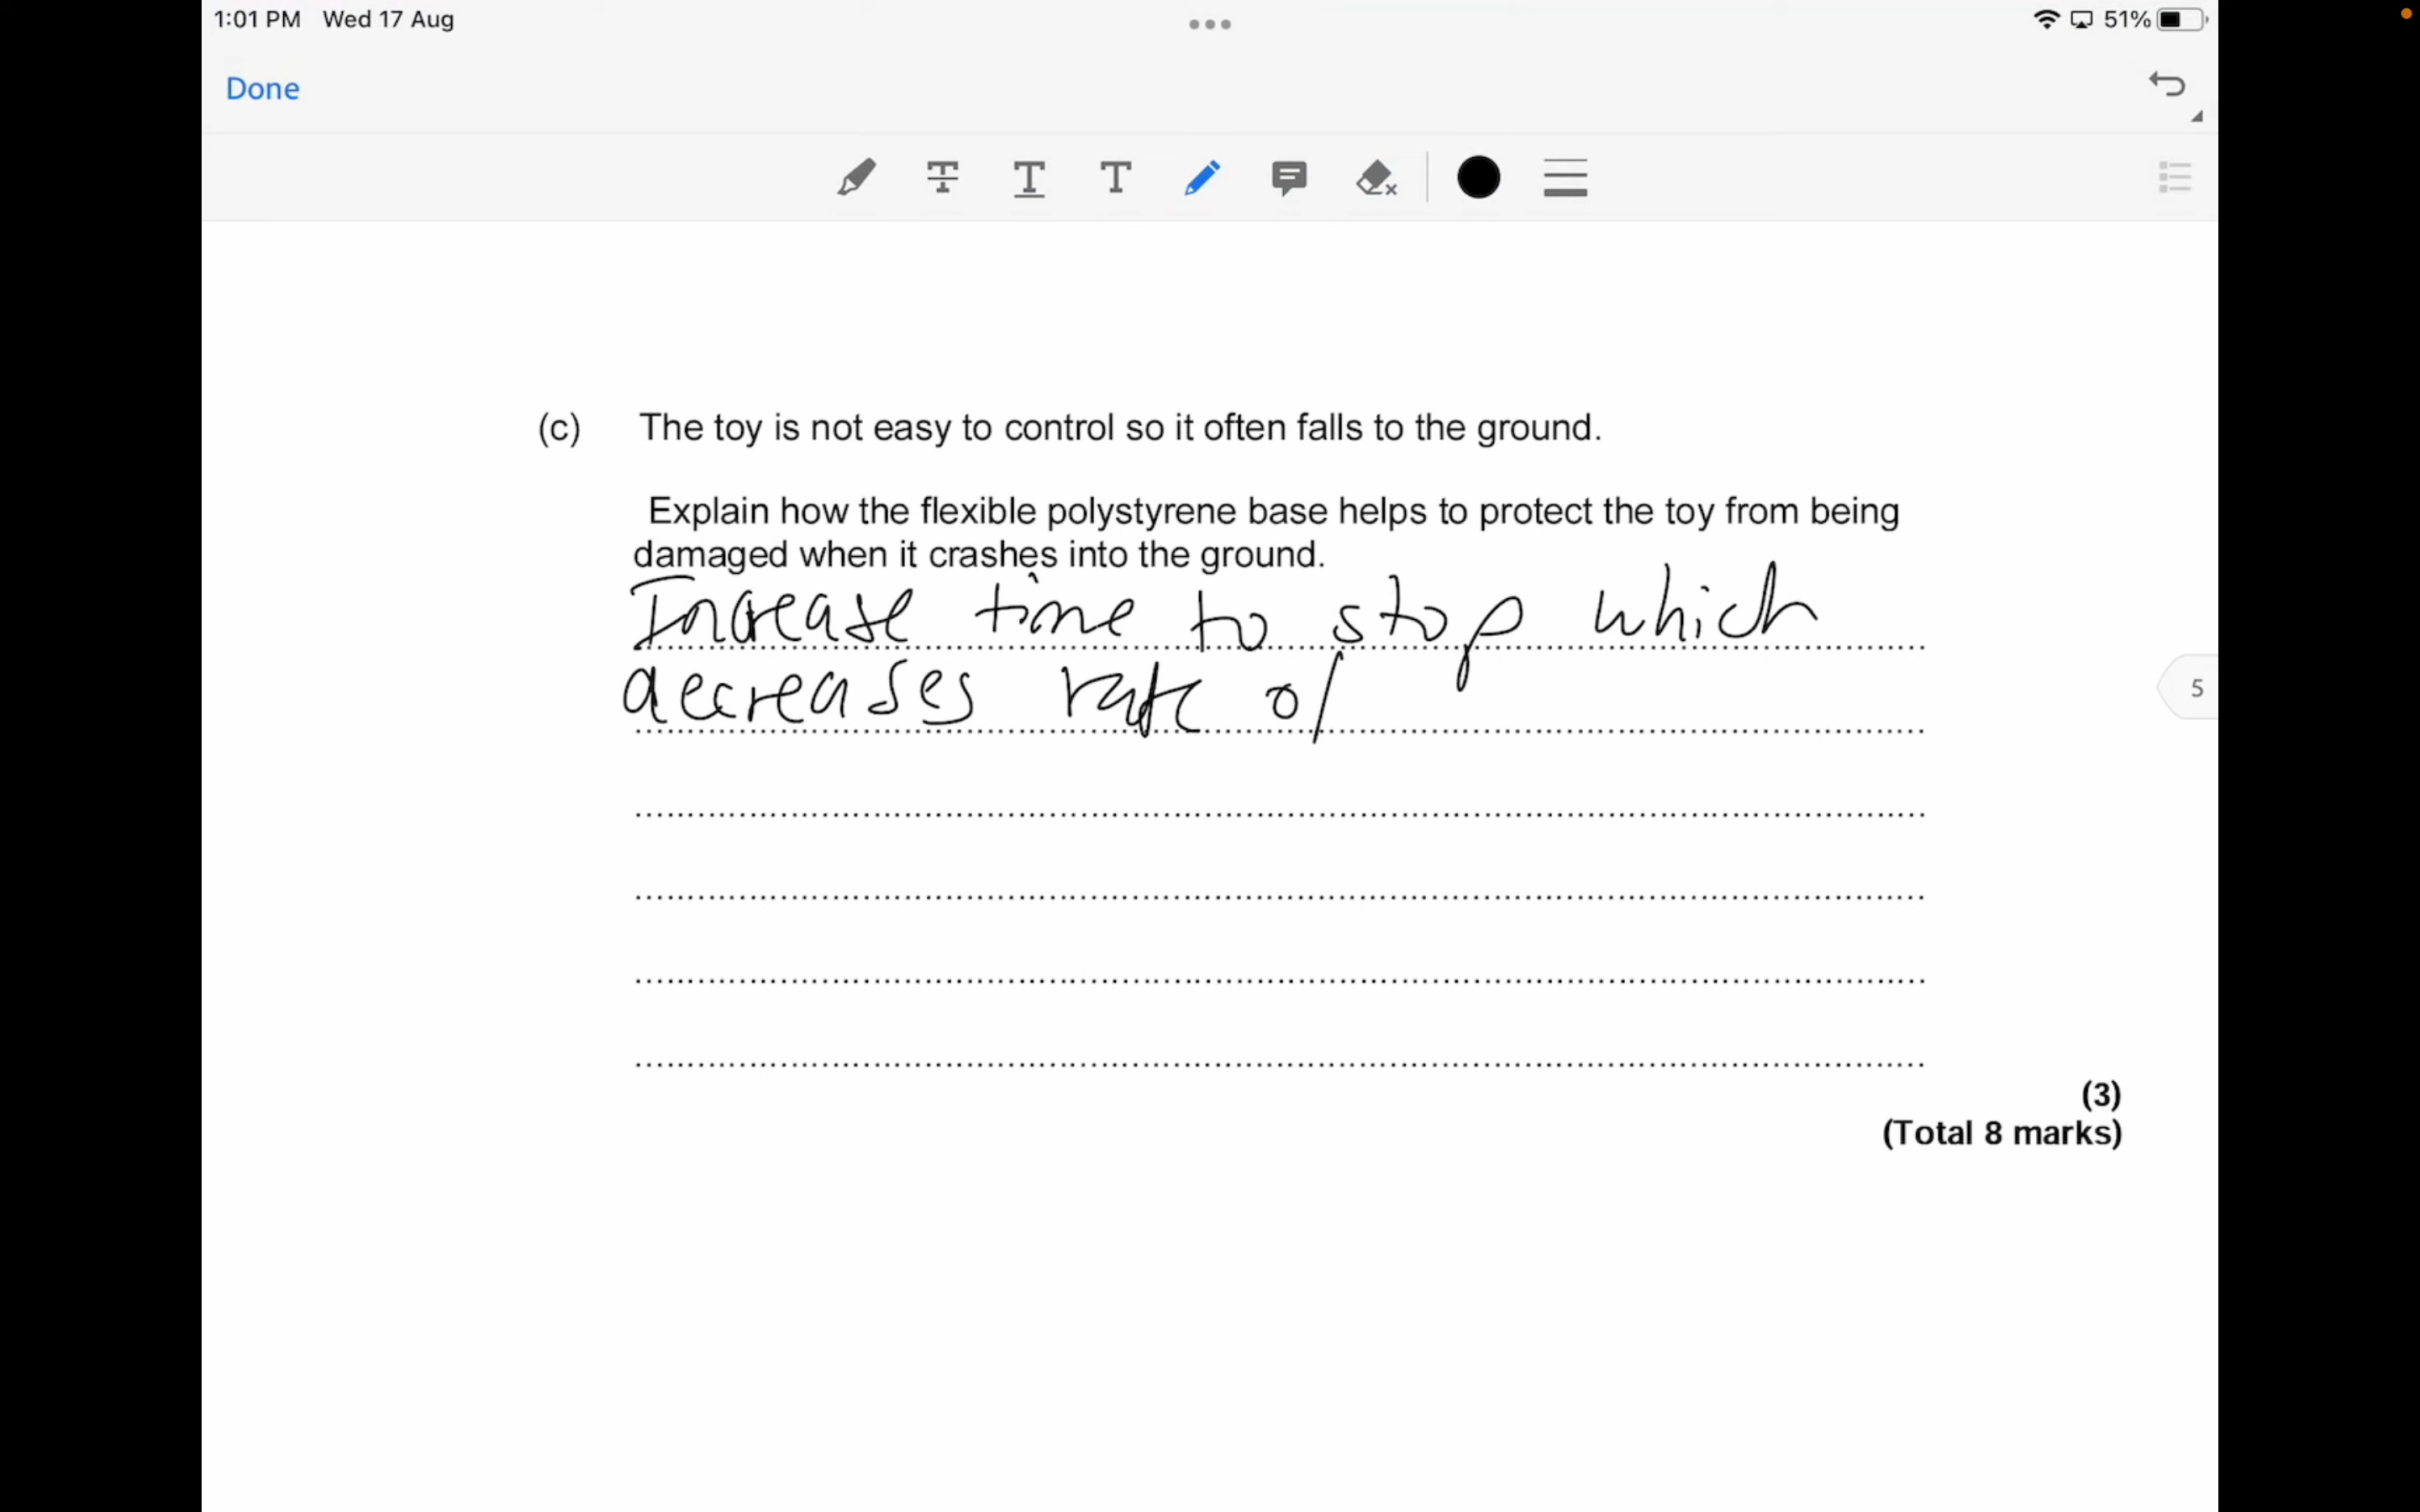 1:01 PM Wed 17 Aug 51%
Done
(c) The toy is not easy to control so it often falls to the ground.
Explain how the flexible polystyrene base helps to protect the toy from being
damaged when it crashes into the ground.
Increase time to stop which
decreases rate of
5
(3)
(Total 8 marks)